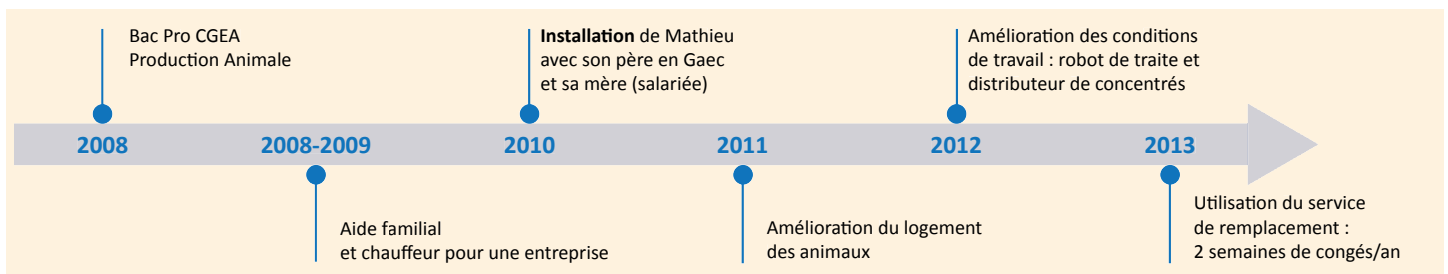 Bac Pro CGEA
Production Animale
Installation de Mathieu
avec son père en Gaec
et sa mère (salariée)
Amélioration des conditions
de travail : robot de traite et
distributeur de concentrés
2008
2008-2009
2010
2011
2012
2013
Aide familial
et chauffeur pour une entreprise
Amélioration du logement
des animaux
Utilisation du service
de remplacement :
2 semaines de congés/an